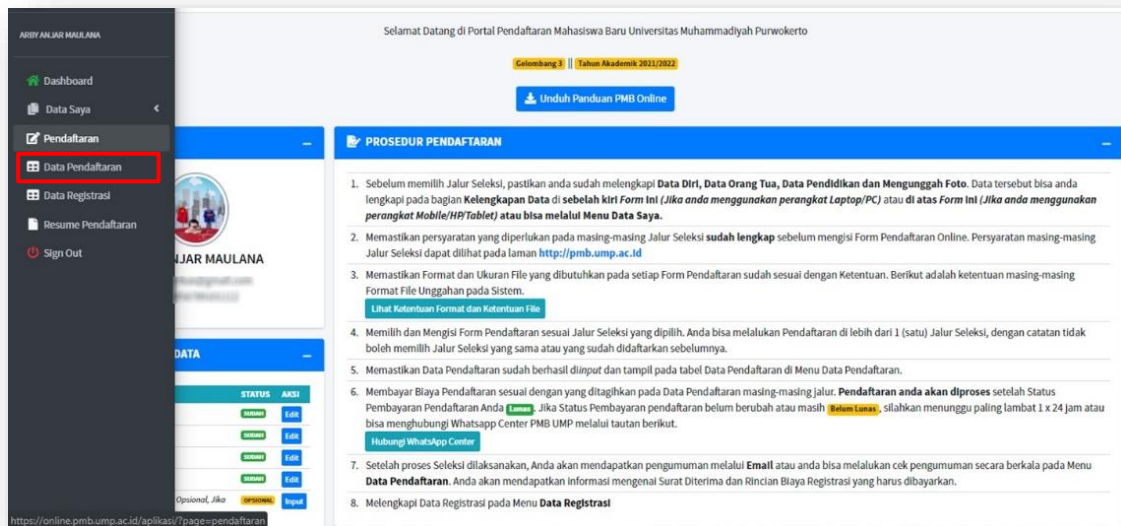 ARBY ANJAR MAULANA
Dashboard
Data Saya
Pendaftaran
Data Pendaftaran
Data Registrasi
Resume Pendaftaran
Sign Out
Selamat Datang di Portal Pendaftaran Mahasiswa Baru Universitas Muhammadiyah Purwokerto
Gelombang 3 || Tahun Akademik 2021/2022
Unduh Panduan PMB Online
JAR MAULANA
DATA
STATUS AKSI
SUDAH Edit
SUDAH Edit
SUDAH Edit
SUDAH Edit
Opsional, Jika OPSIONAL Input
PROSEDUR PENDAFTARAN
1. Sebelum memilih Jalur Seleksi, pastikan anda sudah melengkapi Data Diri, Data Orang Tua, Data Pendidikan dan Mengunggah Foto. Data tersebut bisa anda
lengkapi pada bagian Kelengkapan Data di sebelah kiri Form ini (Jika anda menggunakan perangkat Laptop/PC) atau di atas Form ini (Jika anda menggunakan
perangkat Mobile/HP/Tablet) atau bisa melalui Menu Data Saya.
2. Memastikan persyaratan yang diperlukan pada masing-masing Jalur Seleksi sudah lengkap sebelum mengisi Form Pendaftaran Online. Persyaratan masing-masing
Jalur Seleksi dapat dilihat pada laman http://pmb.ump.ac.id
3. Memastikan Format dan Ukuran File yang dibutuhkan pada setiap Form Pendaftaran sudah sesuai dengan Ketentuan. Berikut adalah ketentuan masing-masing
Format File Unggahan pada Sistem.
Lihat Ketentuan Format dan Ketentuan File
4. Memilih dan Mengisi Form Pendaftaran sesuai Jalur Seleksi yang dipilih. Anda bisa melalukan Pendaftaran di lebih dari 1 (satu) Jalur Seleksi, dengan catatan tidak
boleh memilih Jalur Seleksi yang sama atau yang sudah didaftarkan sebelumnya.
5. Memastikan Data Pendaftaran sudah berhasil diinput dan tampil pada tabel Data Pendaftaran di Menu Data Pendaftaran.
6. Membayar Biaya Pendaftaran sesuai dengan yang ditagihkan pada Data Pendaftaran masing-masing jalur. Pendaftaran anda akan diproses setelah Status
Pembayaran Pendaftaran Anda Lunas. Jika Status Pembayaran pendaftaran belum berubah atau masih Belum Lunas, silahkan menunggu paling lambat 1 x 24 jam atau
bisa menghubungi Whatsapp Center PMB UMP melalui tautan berikut.
Hubungi WhatsApp Center
7. Setelah proses Seleksi dilaksanakan, Anda akan mendapatkan pengumuman melalui Email atau anda bisa melalukan cek pengumuman secara berkala pada Menu
Data Pendaftaran. Anda akan mendapatkan informasi mengenai Surat Diterima dan Rincian Biaya Registrasi yang harus dibayarkan.
8. Melengkapi Data Registrasi pada Menu Data Registrasi
https://online.pmb.ump.ac.id/aplikasi/?page=pendaftaran